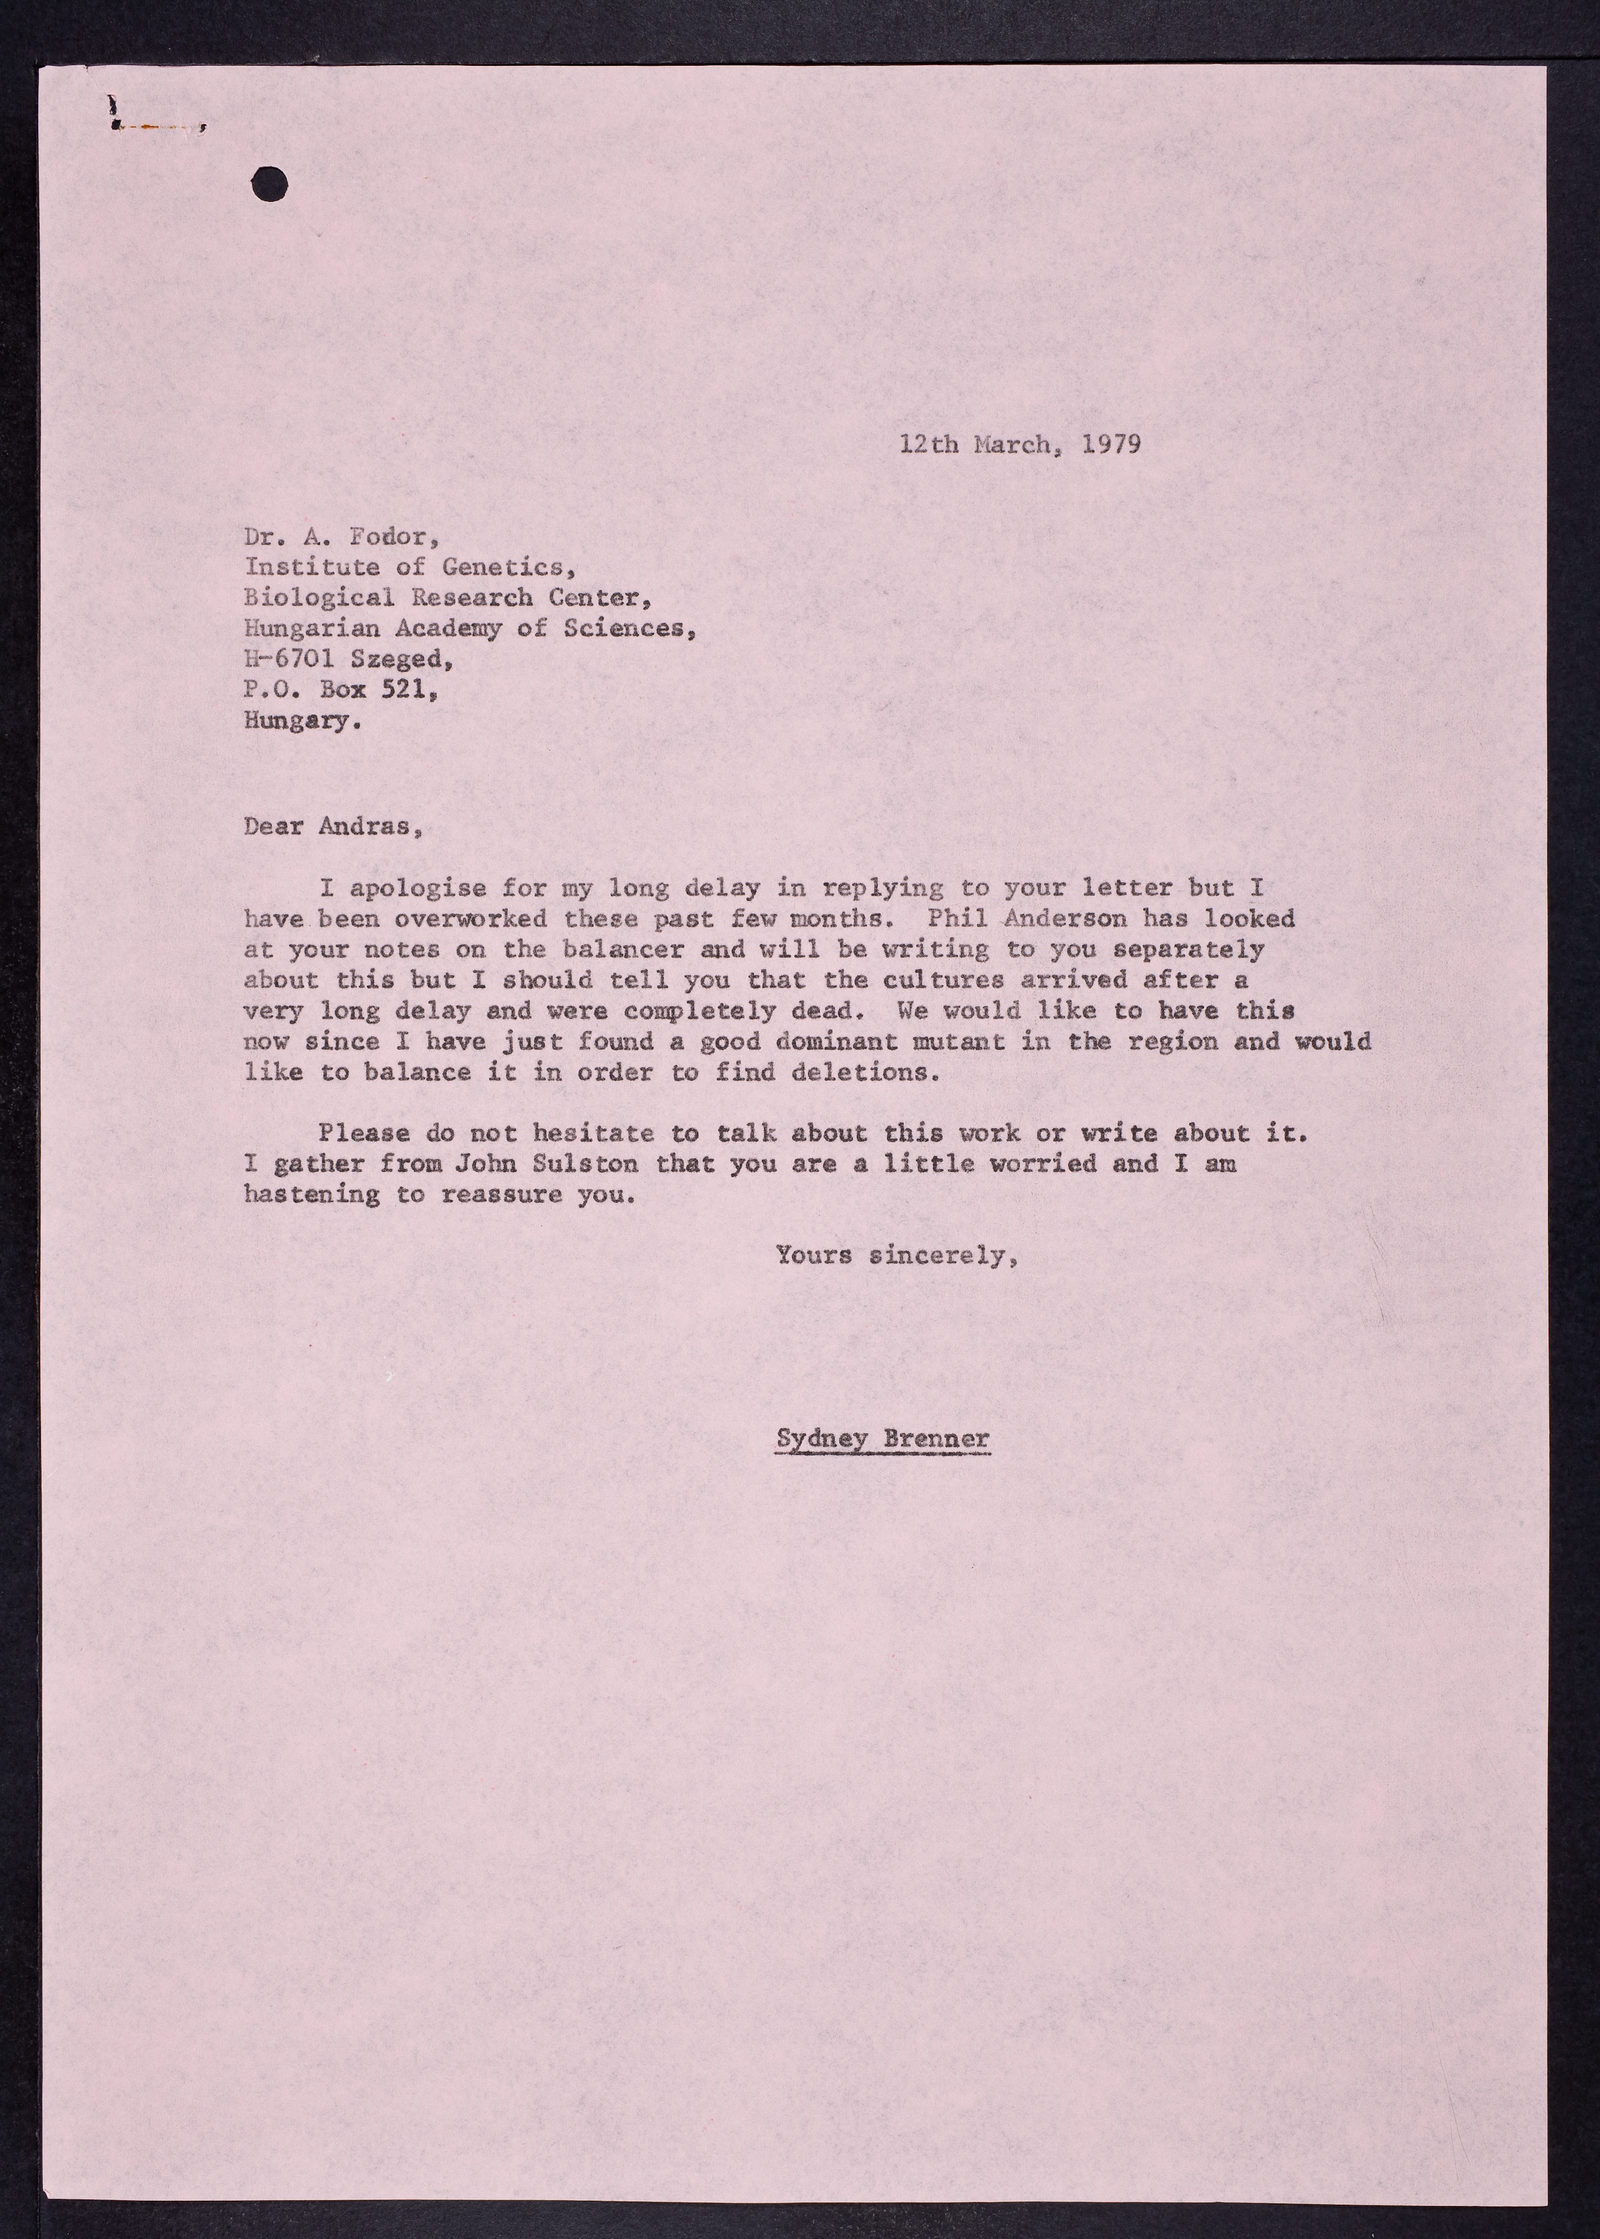 12th March, 1979
Dr. A. Fodor,
Institute of Genetics,
Biological Research Center,
Hungarian Academy of Sciences,
H-6701 Szeged,
P.O. Box 521,
Hungary.
Dear Andras,
I apologise for my long delay in replying to your letter but I
have been overworked these past few months. Phil Anderson has looked
at your notes on the balancer and will be writing to you separately
about this but I should tell you that the cultures arrived after a
very long delay and were completely dead. We would like to have this
now since I have just found a good dominant mutant in the region and would
like to balance it in order to find deletions.
Please do not hesitate to talk about this work or write about it.
I gather from John Sulston that you are a little worried and I am
hastening to reassure you.
Yours sincerely,
Sydney Brenner